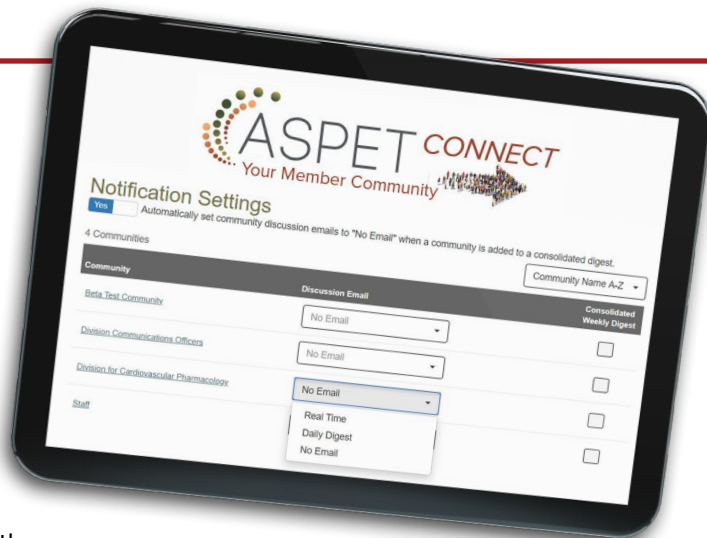 ASPET CONNECT
Your Member Community
Notification Settings
Yes Automatically set community discussion emails to "No Email" when a community is added to a consolidated digest.
4 Communities
Community Name A-Z
Community Discussion Email Consolidated Weekly Digest
Beta Test Community No Email
Division Communications Officers No Email
Division for Cardiovascular Pharmacology No Email
Staff
Real Time
Daily Digest
No Email